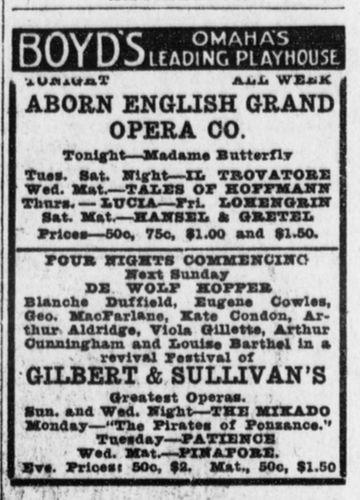 BOYD'S OMAHA'S LEADING PLAYHOUSE
TONIGHT ALL WEEK
ABORN ENGLISH GRAND
OPERA CO.
Tonight—Madame Butterfly
Tues. Sat. Night—IL TROVATORE
Wed. Mat.—TALES OF HOFFMANN
Thurs.—LUCIA—Fri. LOHENGRIN
Sat. Mat.—HANSEL & GRETEL
Prices—50c, 75c, $1.00 and $1.50.
FOUR NIGHTS COMMENCING
Next Sunday
DE WOLF HOPPER
Blanche Duffield, Eugene Cowles,
Geo. MacFarlane, Kate Condon, Ar-
thur Aldridge, Viola Gillette, Arthur
Cunningham and Louise Barthel in a
revival Festival of
GILBERT & SULLIVAN'S
Greatest Operas.
Sun. and Wed. Night—THE MIKADO
Monday—"The Pirates of Penzance."
Tuesday—PATIENCE
Wed. Mat.—PINAFORE.
Eve. Prices: 50c, $2. Mat., 50c, $1.50